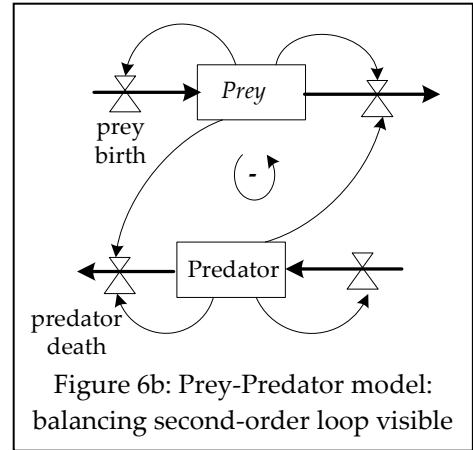 Prey
prey
birth
-
Predator
predator
death
Figure 6b: Prey-Predator model:
balancing second-order loop visible